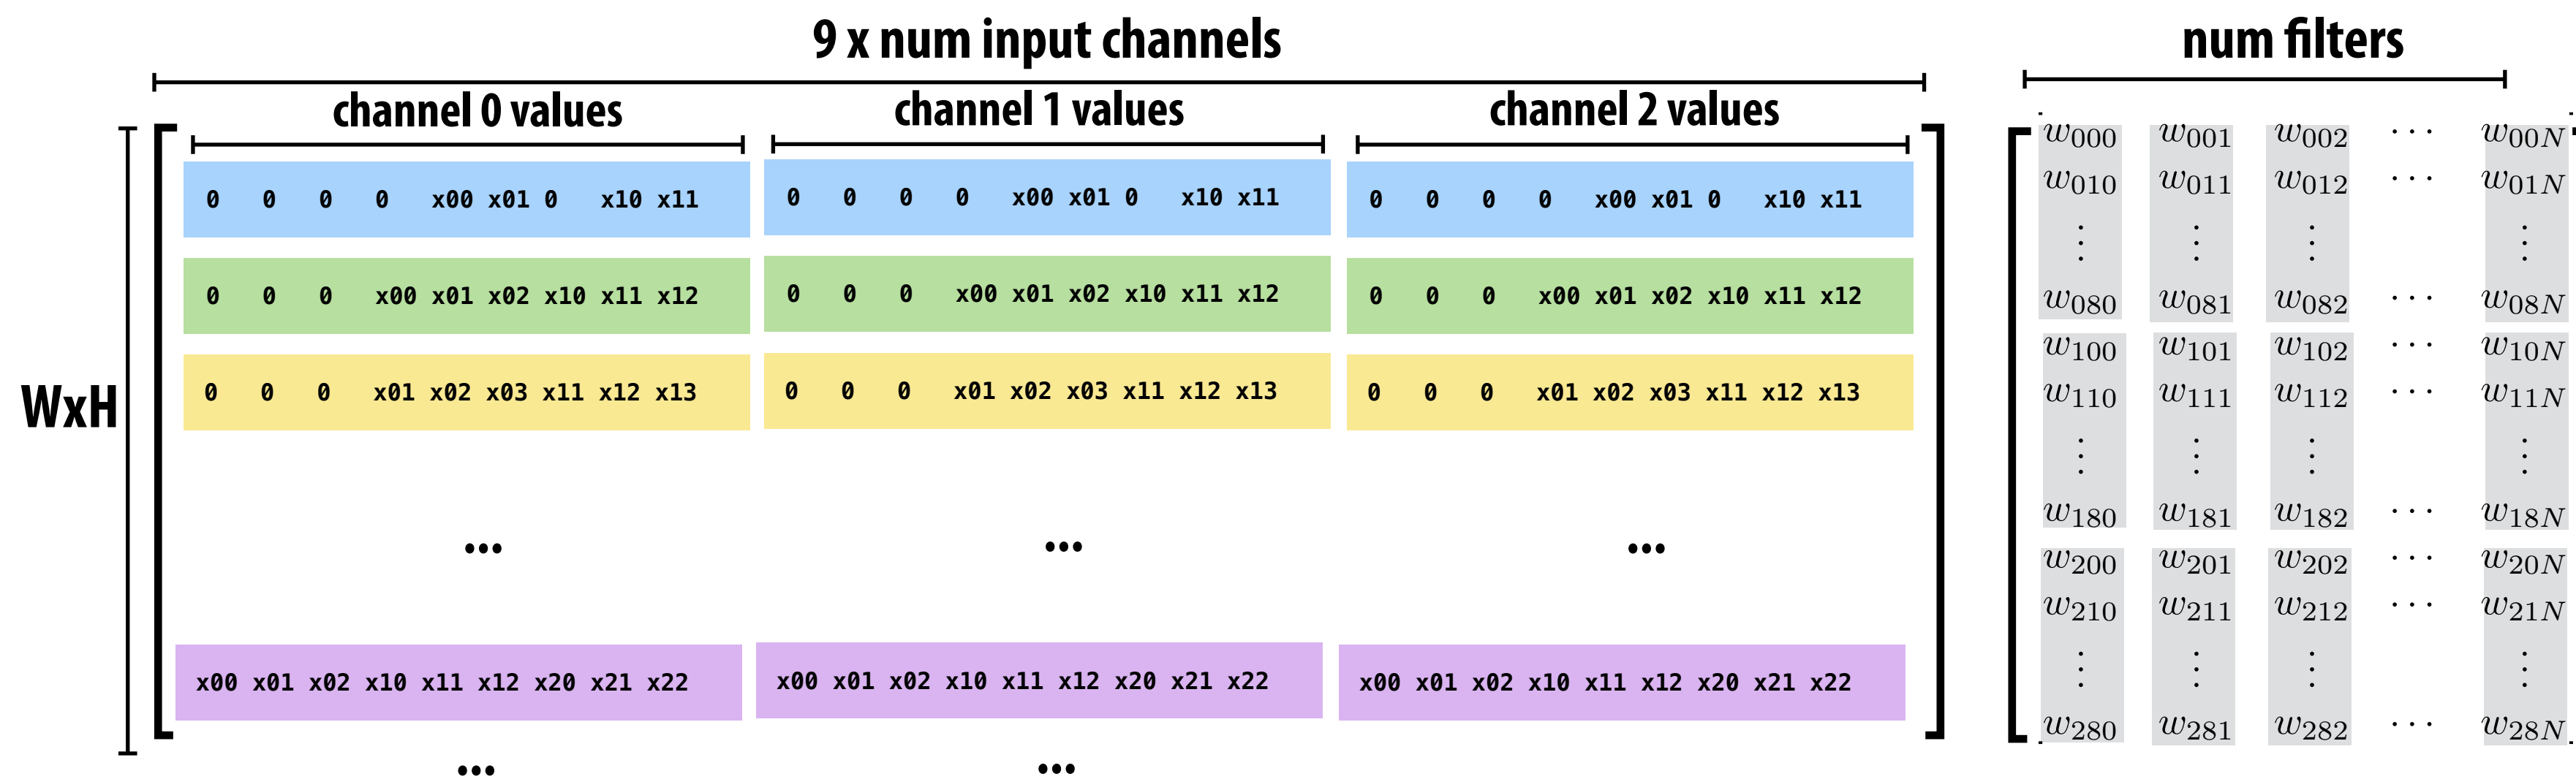 9 x num input channels
num filters
channel 0 values channel 1 values channel 2 values
WxH
0 0 0 0 x00 x01 0 x10 x11 0 0 0 0 x00 x01 0 x10 x11 0 0 0 0 x00 x01 0 x10 x11
0 0 0 x00 x01 x02 x10 x11 x12 0 0 0 x00 x01 x02 x10 x11 x12 0 0 0 x00 x01 x02 x10 x11 x12
0 0 0 x01 x02 x03 x11 x12 x13 0 0 0 x01 x02 x03 x11 x12 x13 0 0 0 x01 x02 x03 x11 x12 x13
... ... ...
x00 x01 x02 x10 x11 x12 x20 x21 x22 x00 x01 x02 x10 x11 x12 x20 x21 x22 x00 x01 x02 x10 x11 x12 x20 x21 x22
... ...
w000 w001 w002 ⋯ w00N
w010 w011 w012 ⋯ w01N
⋮ ⋮ ⋮ ⋮
w080 w081 w082 ⋯ w08N
w100 w101 w102 ⋯ w10N
w110 w111 w112 ⋯ w11N
⋮ ⋮ ⋮ ⋮
w180 w181 w182 ⋯ w18N
w200 w201 w202 ⋯ w20N
w210 w211 w212 ⋯ w21N
⋮ ⋮ ⋮ ⋮
w280 w281 w282 ⋯ w28N